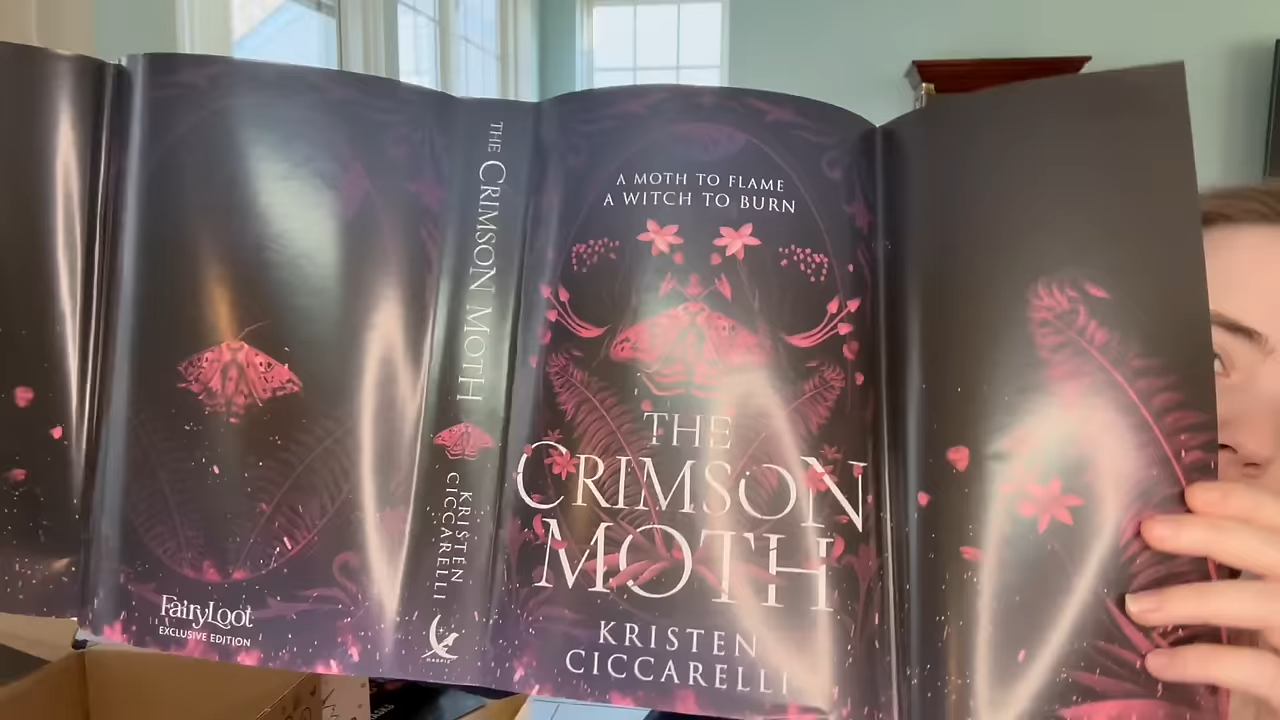 FairyLoot
EXCLUSIVE EDITION
THE CRIMSON MOTH
KRISTEN
CICCARELLI
MAGPIE
A MOTH TO FLAME
A WITCH TO BURN
THE
CRIMSON
MOTH
KRISTEN
CICCARELLI